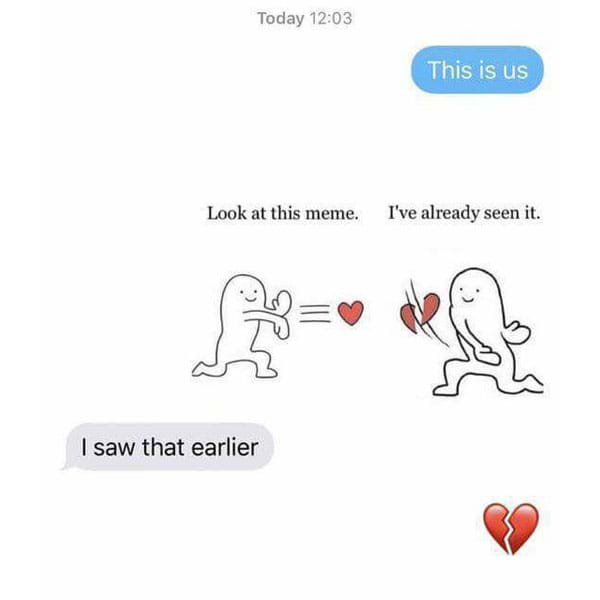 Today 12:03
This is us
Look at this meme. I've already seen it.
I saw that earlier